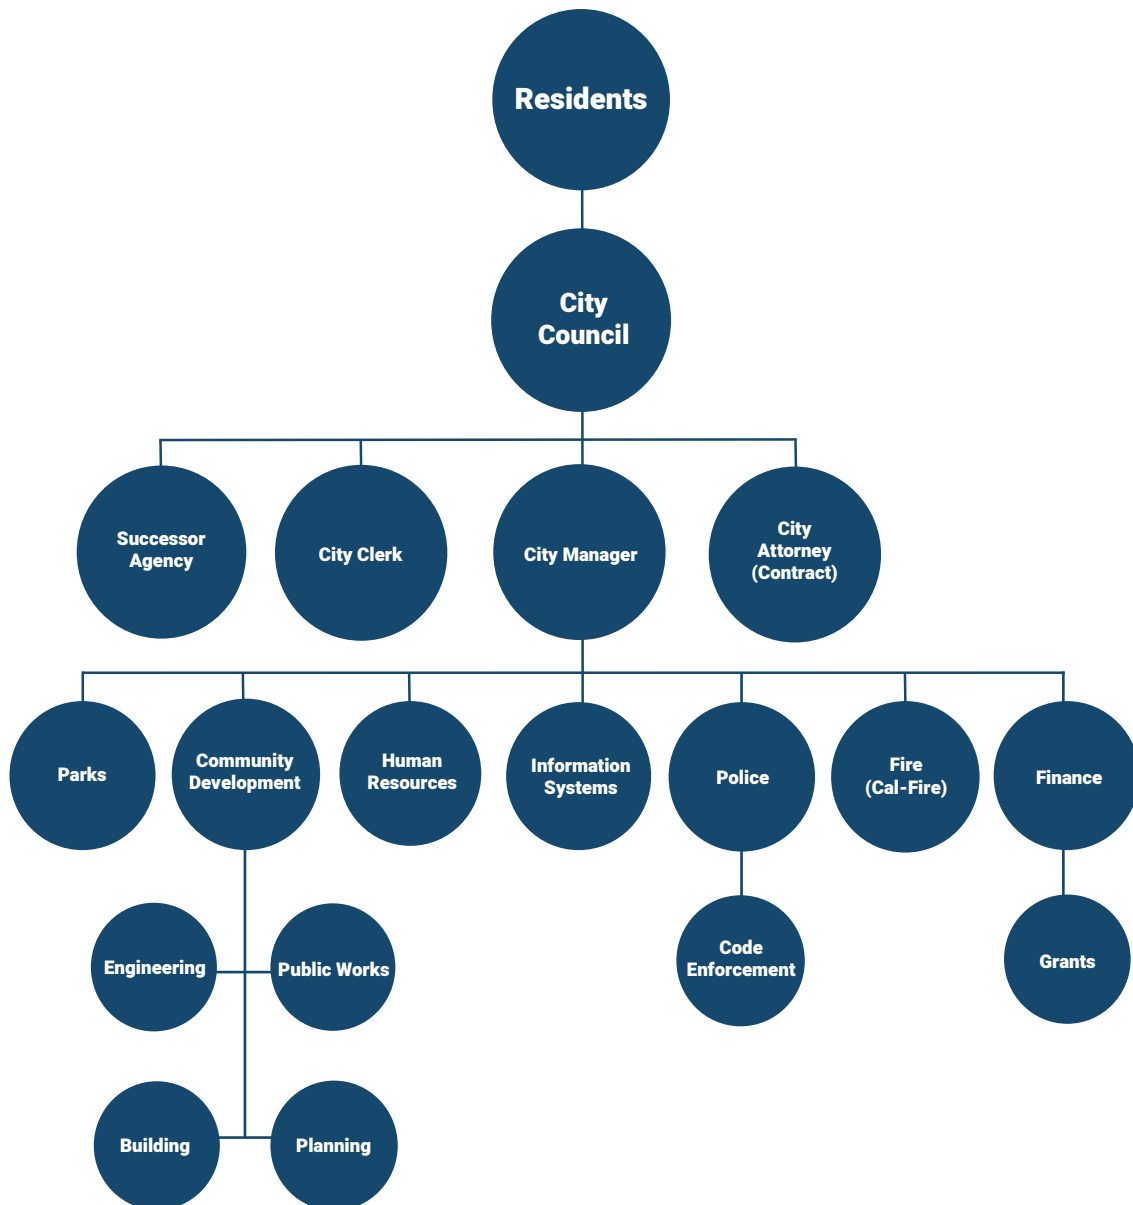 Residents
City
Council
Successor
Agency
City Clerk
City Manager
City
Attorney
(Contract)
Parks
Community
Development
Human
Resources
Information
Systems
Police
Fire
(Cal-Fire)
Finance
Engineering
Public Works
Code
Enforcement
Grants
Building
Planning